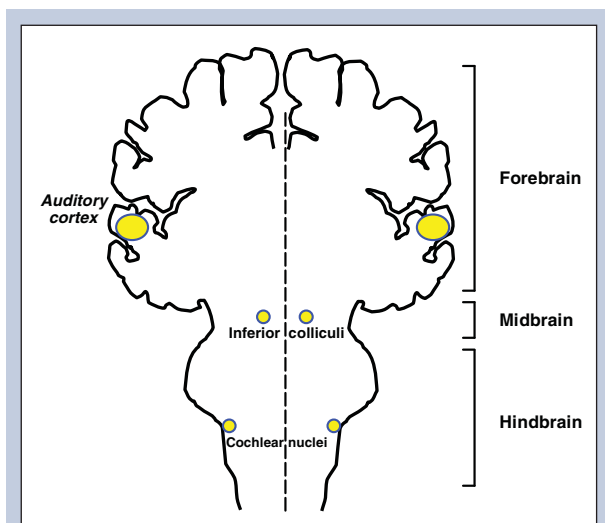 Forebrain
Auditory
cortex
Midbrain
Inferior colliculi
Hindbrain
Cochlear nuclei